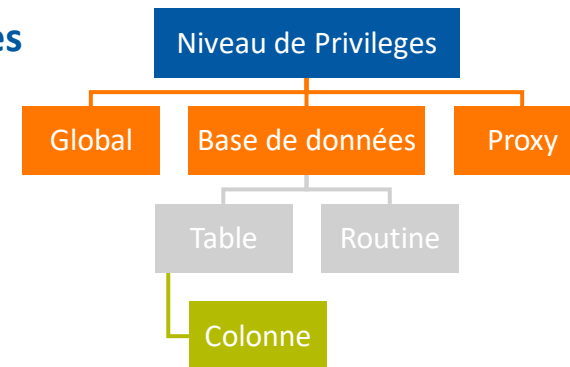 es
Niveau de Privileges
Global
Base de données
Proxy
Table
Routine
Colonne